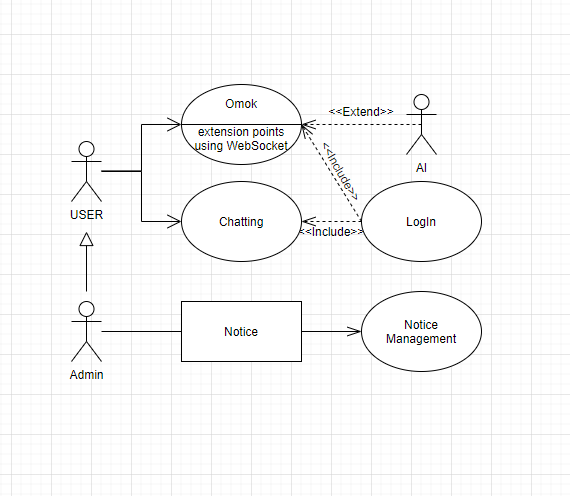 Omok
extension points
using WebSocket
<<Extend>>
AI
USER
<<Include>>
Chatting
<<Include>>
LogIn
Admin
Notice
Notice
Management